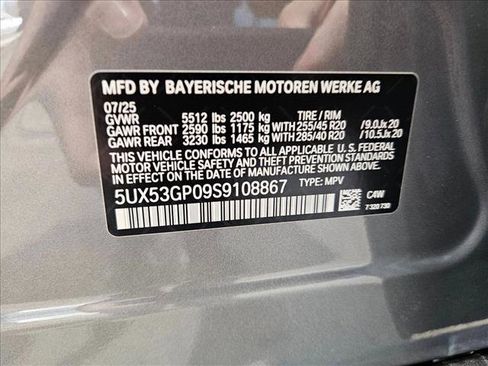 MFD BY BAYERISCHE MOTOREN WERKE AG
07/25
GVWR 5512 lbs 2500 kg TIRE / RIM
GAWR FRONT 2590 lbs 1175 kg WITH 255/45 R20 /9.0Jx20
GAWR REAR 3230 lbs 1465 kg WITH 285/40 R20 /10.5Jx20
THIS VEHICLE CONFORMS TO ALL APPLICABLE U.S. FEDERAL
MOTOR VEHICLE SAFETY AND THEFT PREVENTION STANDARDS
IN EFFECT ON THE DATE OF MANUFACTURE SHOWN ABOVE.
5UX53GP09S9108867 TYPE: MPV
C4W
7 320 730